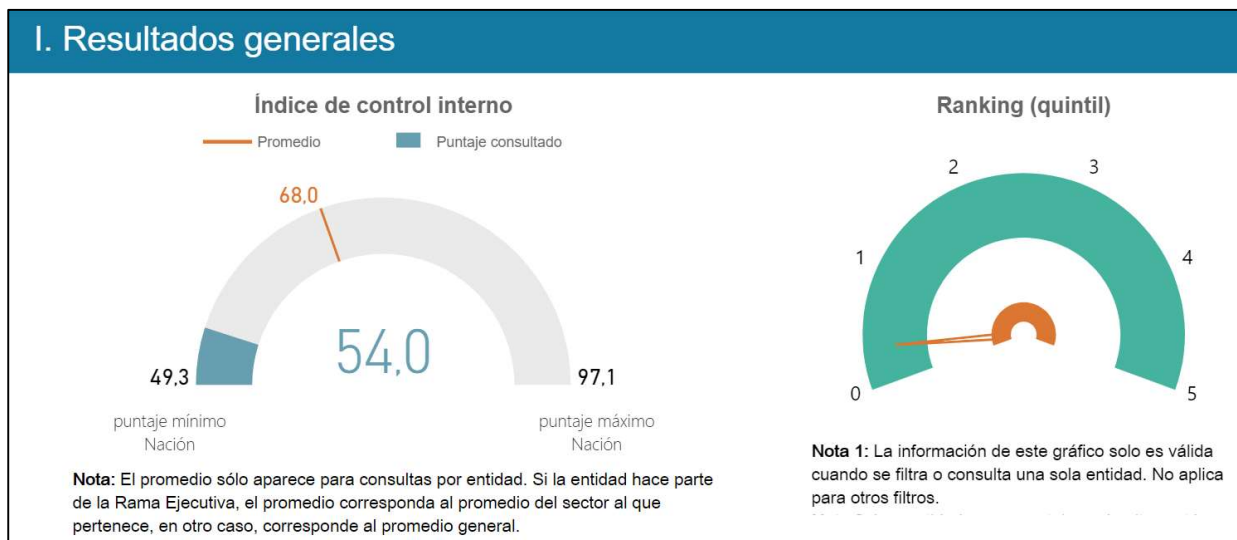 I. Resultados generales
Índice de control interno
Promedio
Puntaje consultado
68,0
54,0
49,3
97,1
puntaje mínimo
Nación
puntaje máximo
Nación
Nota: El promedio sólo aparece para consultas por entidad. Si la entidad hace parte
de la Rama Ejecutiva, el promedio corresponda al promedio del sector al que
pertenece, en otro caso, corresponde al promedio general.
Ranking (quintil)
0
1
2
3
4
5
Nota 1: La información de este gráfico solo es válida
cuando se filtra o consulta una sola entidad. No aplica
para otros filtros.